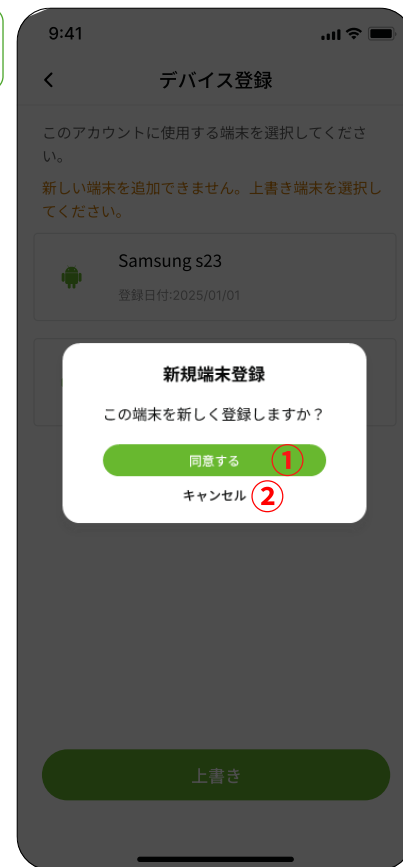 9:41
デバイス登録
このアカウントに使用する端末を選択してくださ
い。
新しい端末を追加できません。上書き端末を選択し
てください。
Samsung s23
登録日付:2025/01/01
新規端末登録
この端末を新しく登録しますか？
同意する ①
キャンセル ②
上書き